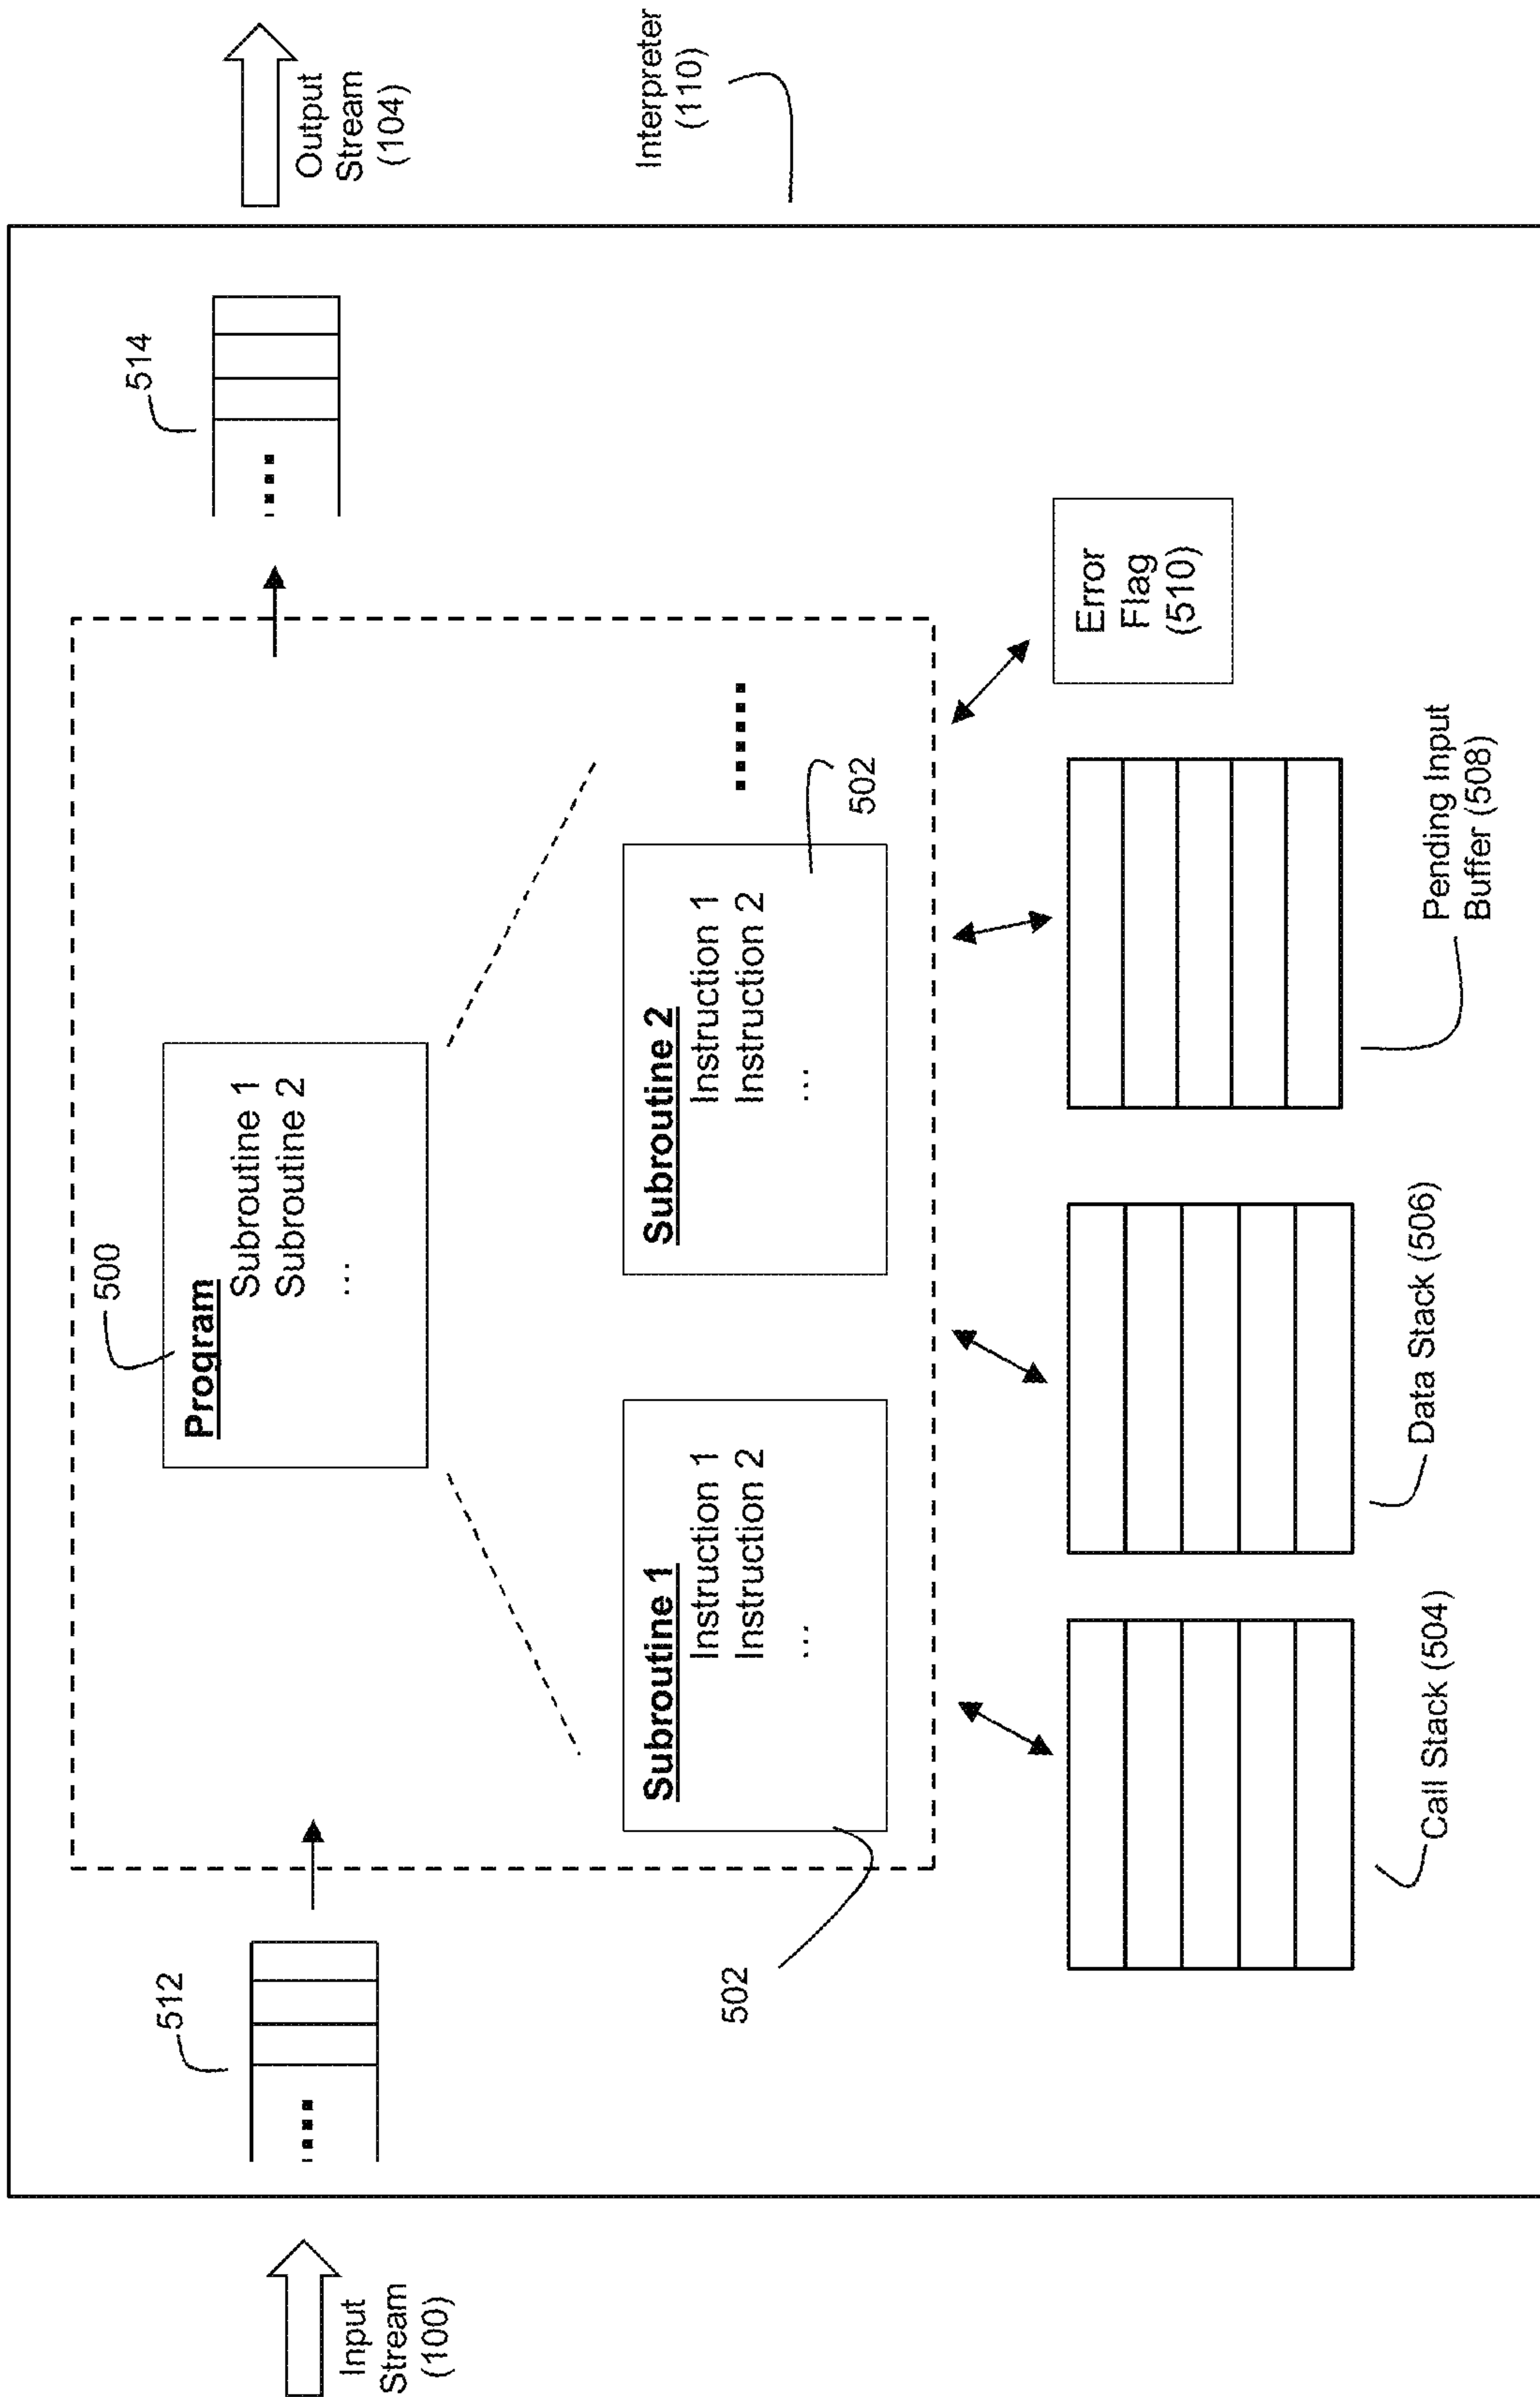 Input
Stream
(100)
512
500
Program
Subroutine 1
Subroutine 2
...
514
Output
Stream
(104)
502
Subroutine 1
Instruction 1
Instruction 2
...
Subroutine 2
Instruction 1
Instruction 2
...
502
Interpreter
(110)
Call Stack (504)
Data Stack (506)
Pending Input
Buffer (508)
Error
Flag
(510)